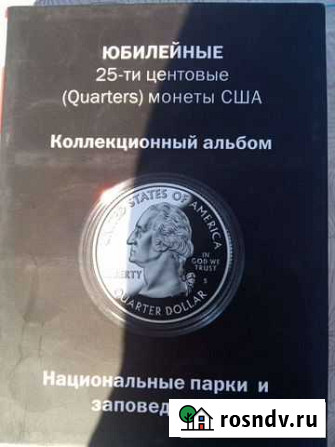 ЮБИЛЕЙНЫЕ
25-ти центовые
(Quarters) монеты США
Коллекционный альбом
UNITED STATES OF AMERICA
LIBERTY
IN
GOD WE
TRUST
S
QUARTER DOLLAR
Национальные парки и
rosndv.ru